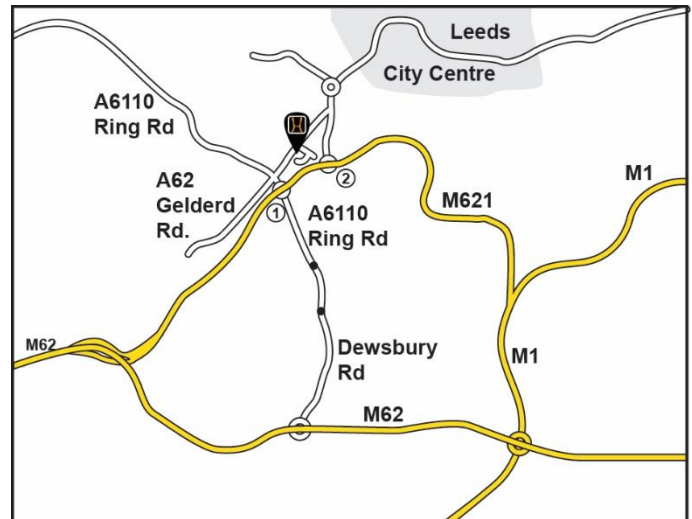 Leeds
City Centre
A6110
Ring Rd
M1
A62
Gelderd
Rd.
2
M621
1
A6110
Ring Rd
M62
Dewsbury
Rd
M1
M62